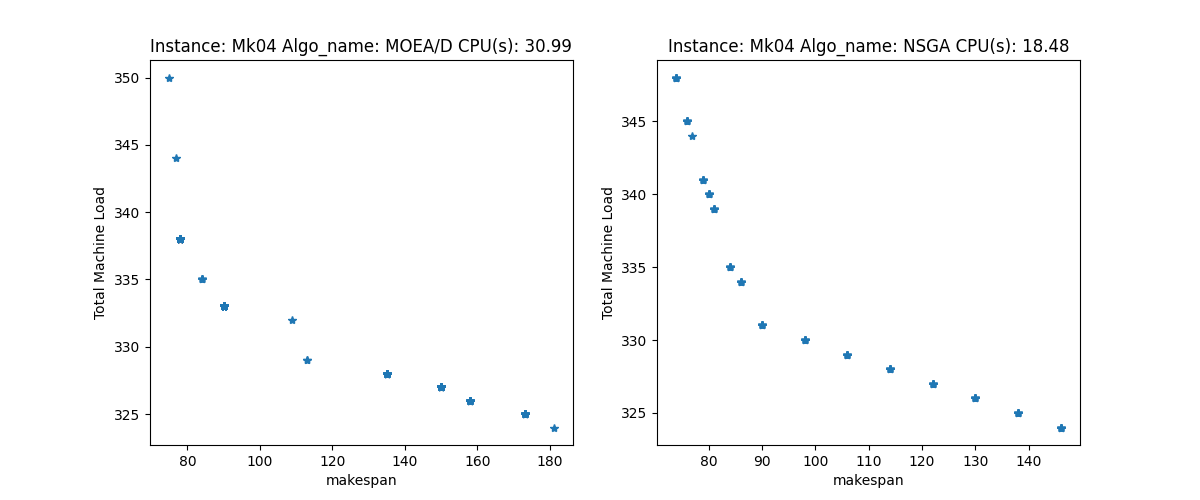 Instance: Mk04 Algo_name: MOEA/D CPU(s): 30.99
350
345
340
335
330
325
Total Machine Load
80 100 120 140 160 180
makespan
Instance: Mk04 Algo_name: NSGA CPU(s): 18.48
345
340
335
330
325
Total Machine Load
80 90 100 110 120 130 140
makespan